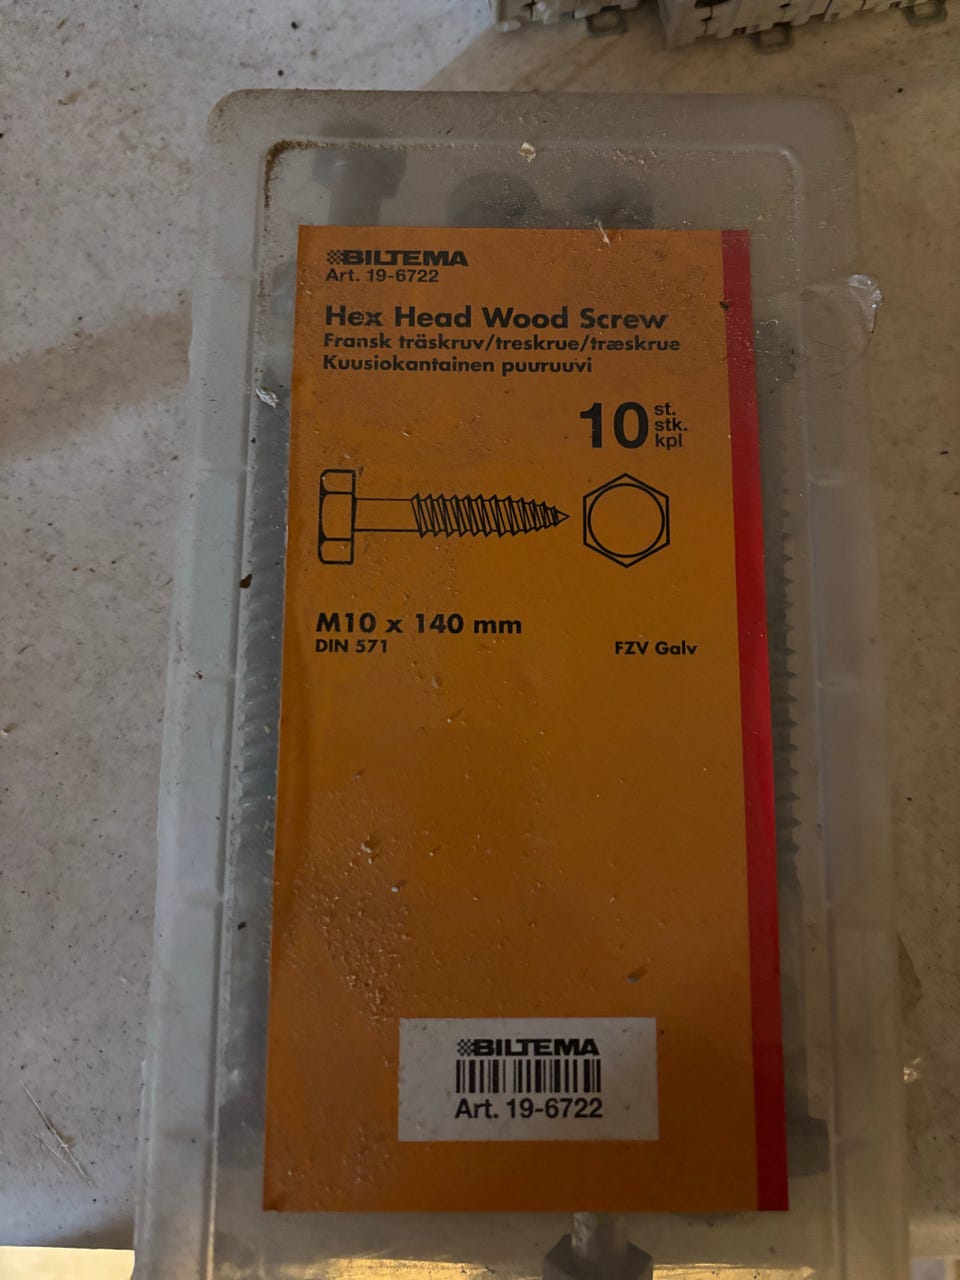 BILTEMA
Art. 19-6722
Hex Head Wood Screw
Fransk träskruv/treskrue/træskrue
Kuusiokantainen puuruuvi
10 st.
stk.
kpl
M10 x 140 mm
DIN 571 FZV Galv
BILTEMA
Art. 19-6722